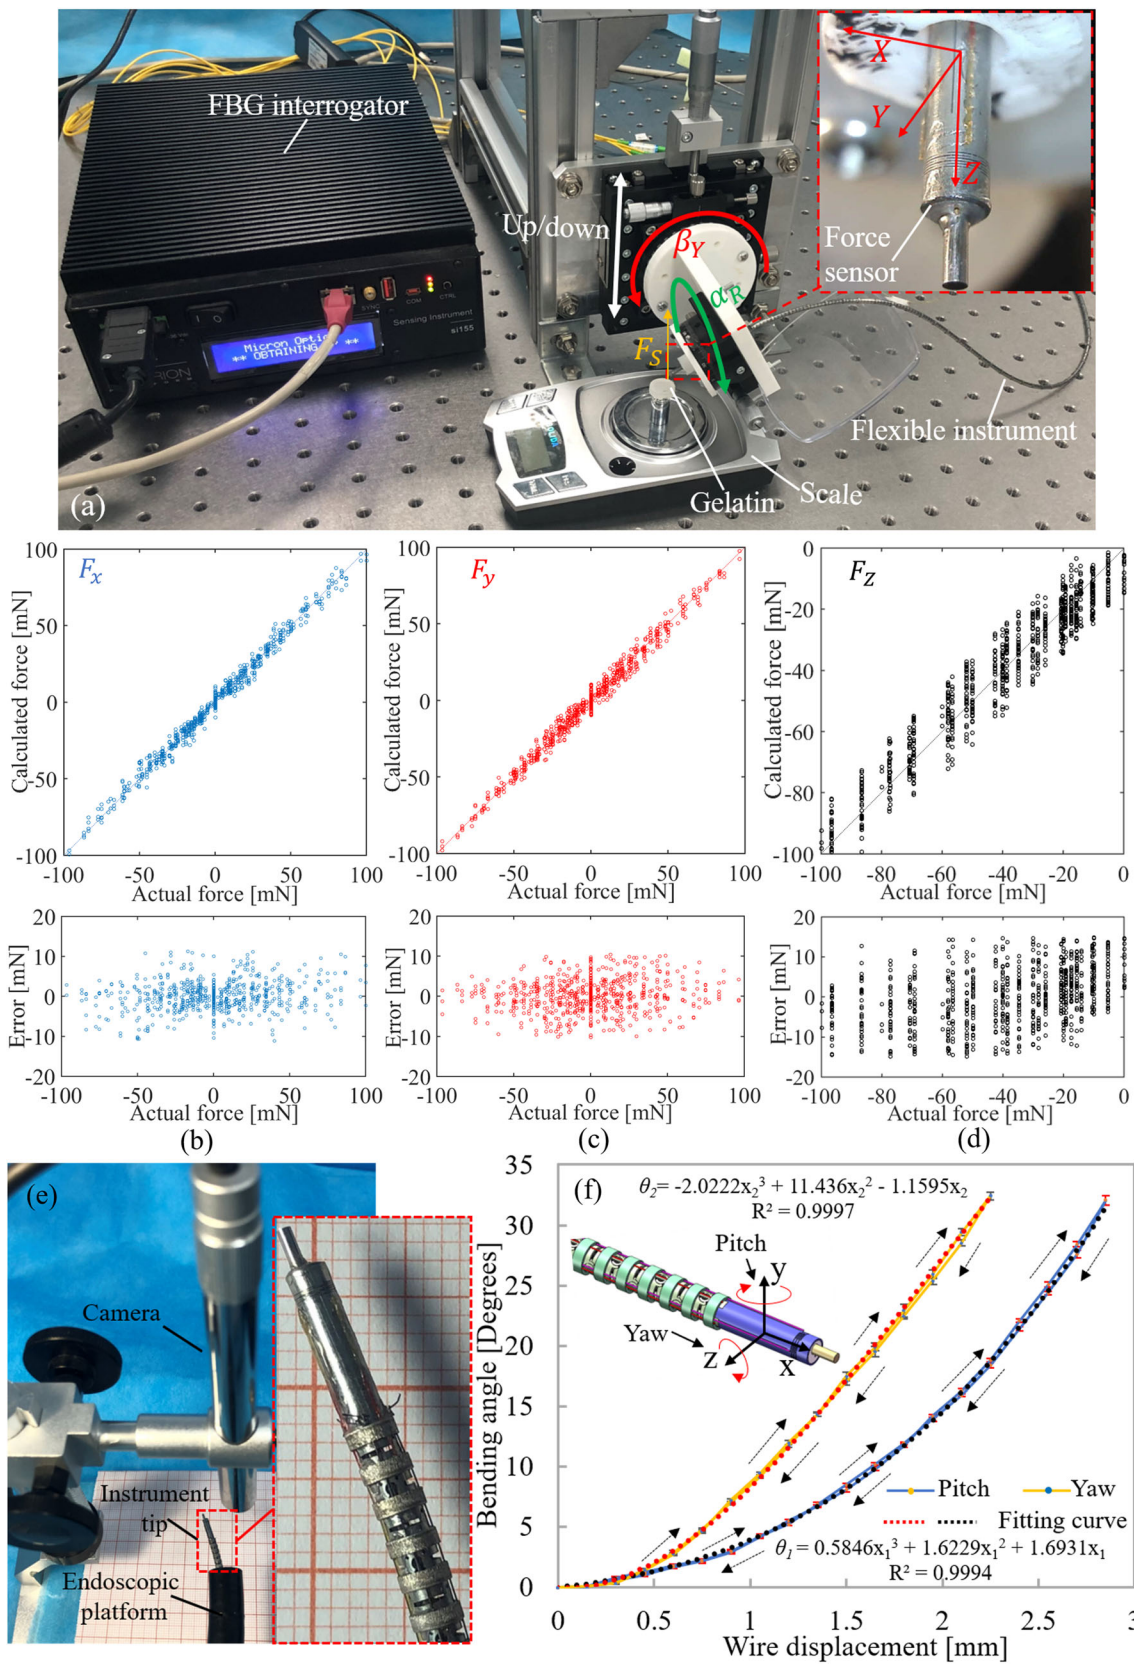 FBG interrogator
Up/down
β_Y
α_R
F_S
X
Y
Z
Force
sensor
Flexible instrument
Scale
Gelatin
COM
CTRL
Sensing Instrument
si155
Micron Opti
** OBTAINING
(a)
F_x
Calculated force [mN]
100
50
0
-50
-100
-100 -50 0 50 100
Actual force [mN]
F_y
Calculated force [mN]
100
50
0
-50
-100
-100 -50 0 50 100
Actual force [mN]
F_Z
Calculated force [mN]
0
-20
-40
-60
-80
-100
-100 -80 -60 -40 -20 0
Actual force [mN]
Error [mN]
20
10
0
-10
-20
-100 -50 0 50 100
Actual force [mN]
(b)
Error [mN]
20
10
0
-10
-20
-100 -50 0 50 100
Actual force [mN]
(c)
Error [mN]
20
10
0
-10
-20
-100 -80 -60 -40 -20 0
Actual force [mN]
(d)
(e)
Camera
Instrument
tip
Endoscopic
platform
(f)
Bending angle [Degrees]
35
30
25
20
15
10
5
0
θ₂= -2.0222x₂³ + 11.436x₂² - 1.1595x₂
R² = 0.9997
Pitch
y
Yaw
z
x
Pitch Yaw
Fitting curve
θ₁= 0.5846x₁³ + 1.6229x₁² + 1.6931x₁
R² = 0.9994
0 0.5 1 1.5 2 2.5 3
Wire displacement [mm]